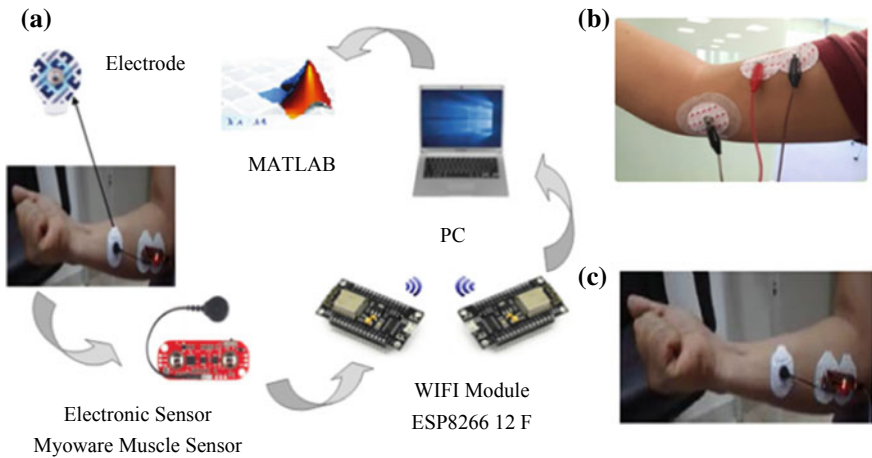 (a)
Electrode
MATLAB
PC
WIFI Module
ESP8266 12 F
Electronic Sensor
Myoware Muscle Sensor
(b)
(c)